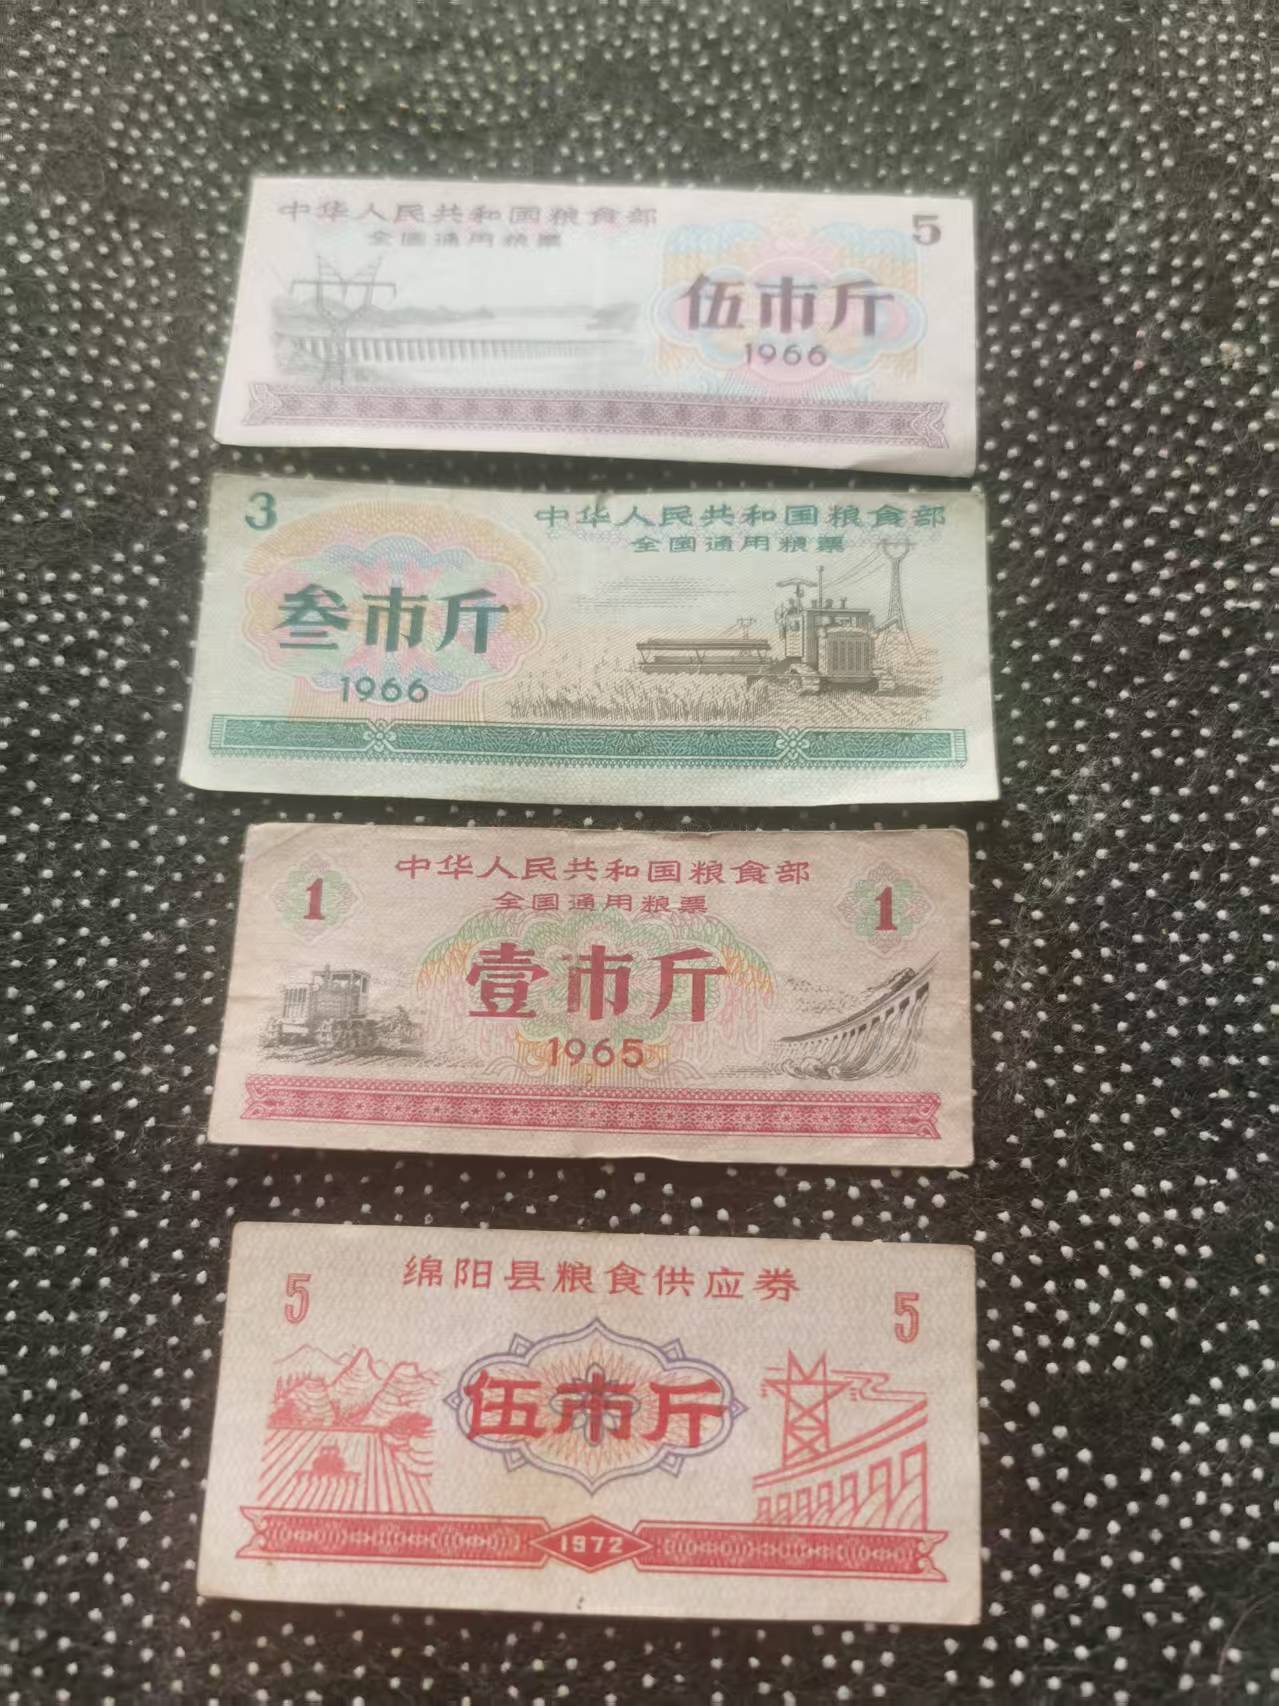 中华人民共和国粮食部
全国通用粮票
5
伍市斤
1966
3
中华人民共和国粮食部
全国通用粮票
叁市斤
1966
中华人民共和国粮食部
全国通用粮票
1
1
壹市斤
1965
绵阳县粮食供应券
5
5
伍市斤
1972